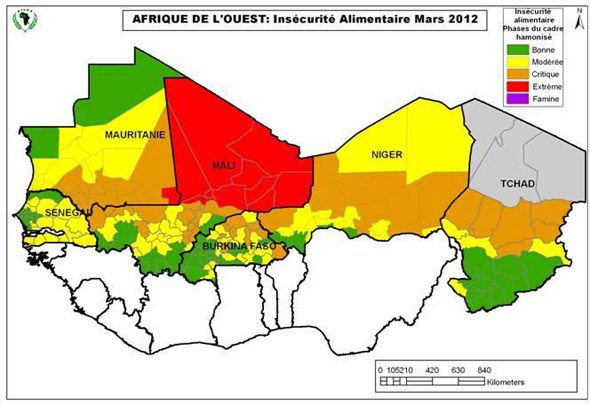 AFRIQUE DE L'OUEST: Insécurité Alimentaire Mars 2012
N
Insécurité
alimentaire
Phases du cadre
hamonisé
Bonne
Modérée
Critique
Extrême
Famine
MAURITANIE
MALI
NIGER
TCHAD
SENEGAL
BURKINA FASO
0 105210 420 630 840
Kilometers